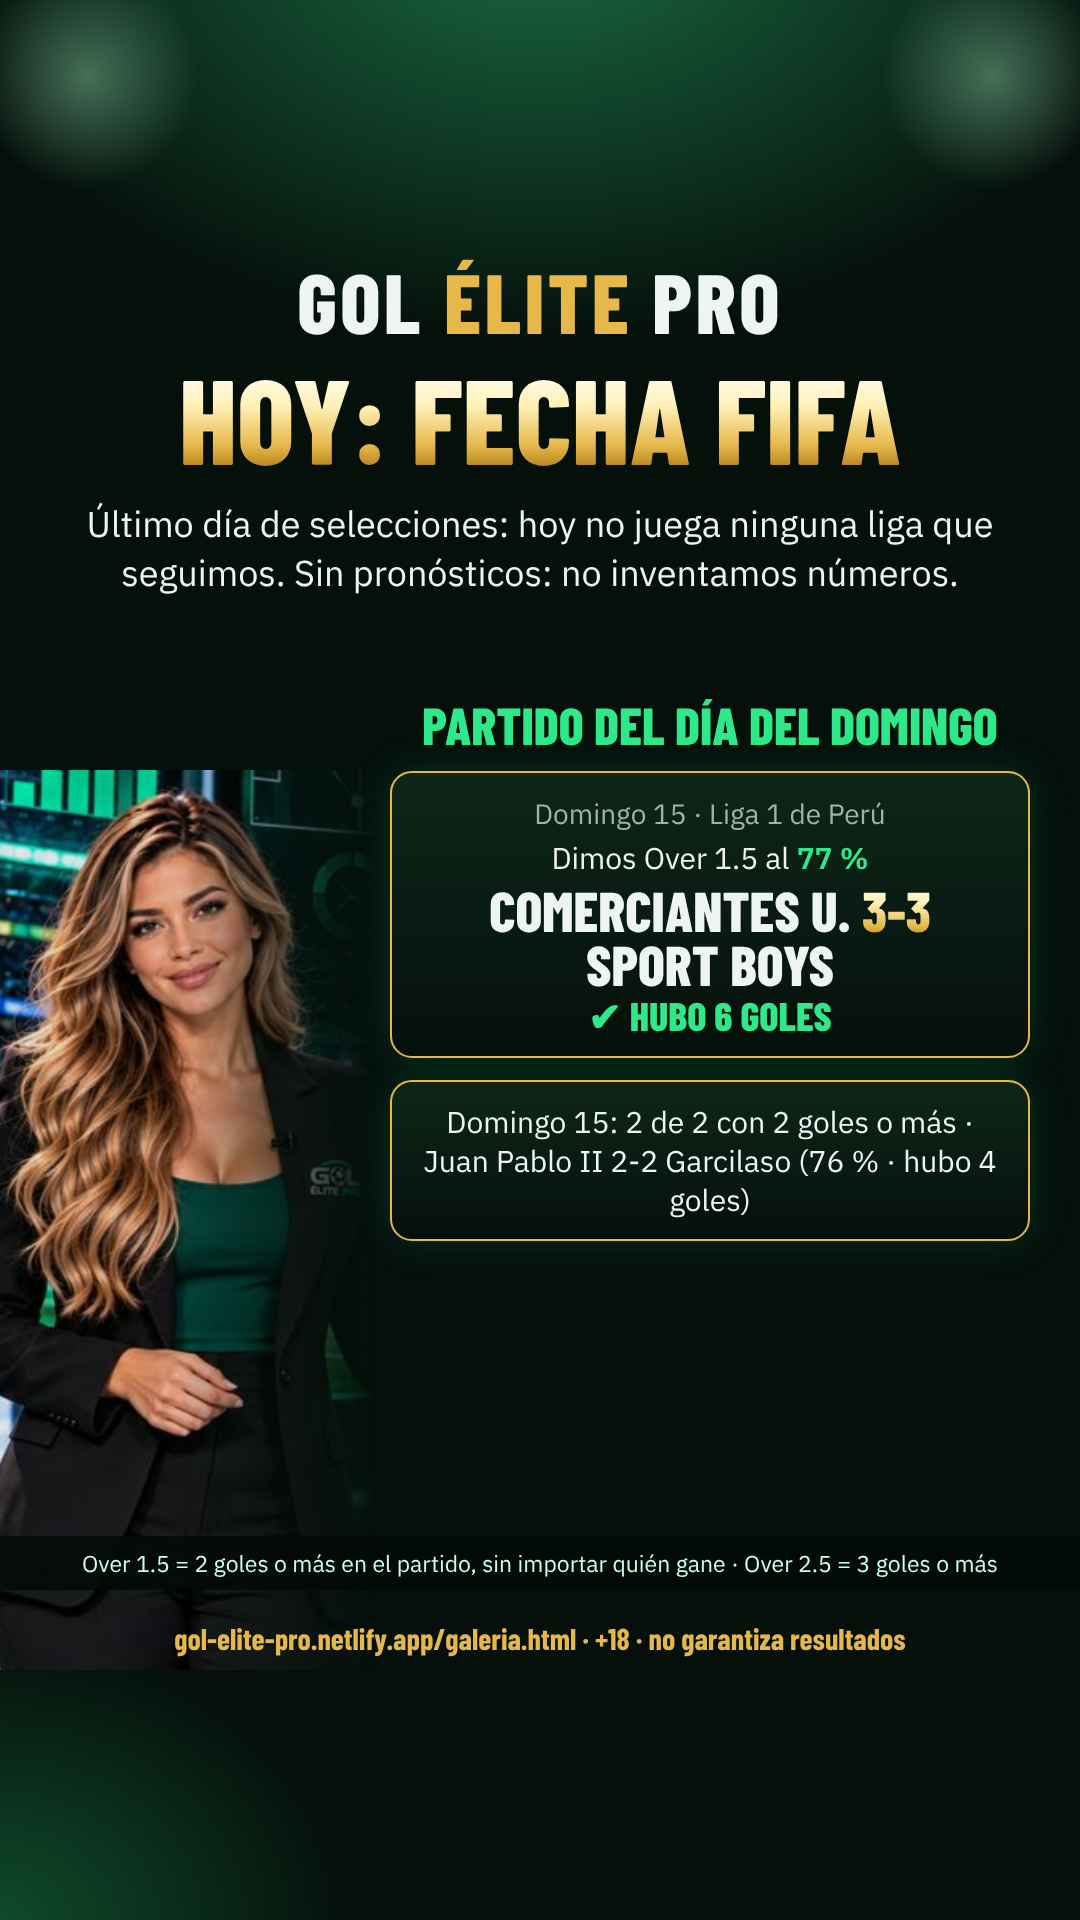 GOL ÉLITE PRO
HOY: FECHA FIFA
Último día de selecciones: hoy no juega ninguna liga que
seguimos. Sin pronósticos: no inventamos números.
PARTIDO DEL DÍA DEL DOMINGO
Domingo 15 · Liga 1 de Perú
Dimos Over 1.5 al 77 %
COMERCIANTES U. 3-3
SPORT BOYS
✔ HUBO 6 GOLES
Domingo 15: 2 de 2 con 2 goles o más ·
Juan Pablo II 2-2 Garcilaso (76 % · hubo 4
goles)
GOL
ÉLITE PRO
Over 1.5 = 2 goles o más en el partido, sin importar quién gane · Over 2.5 = 3 goles o más
gol-elite-pro.netlify.app/galeria.html · +18 · no garantiza resultados